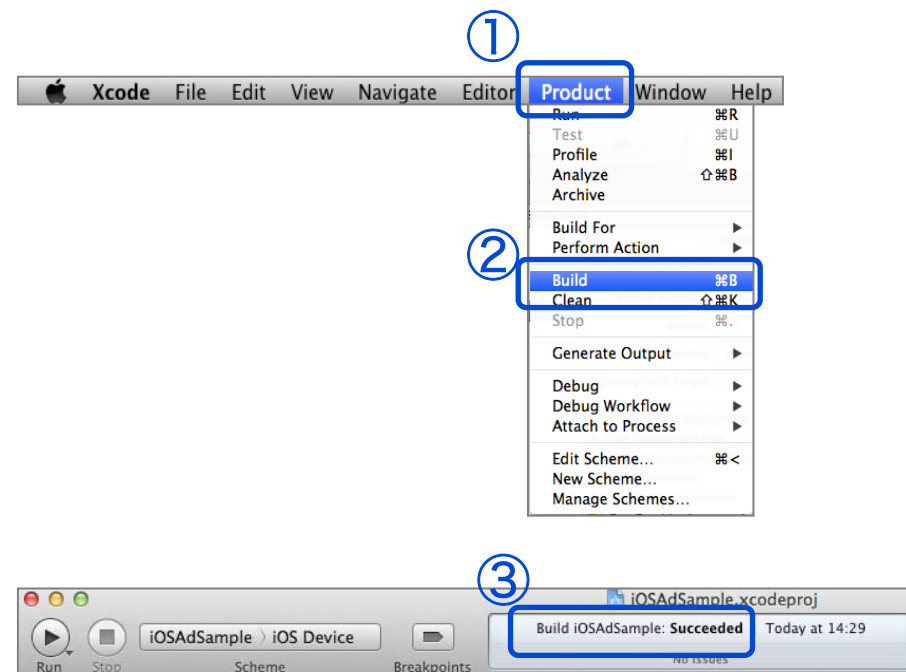 ①
Xcode File Edit View Navigate Editor Product Window Help
Run ⌘R
Test ⌘U
Profile ⌘I
Analyze ⇧⌘B
Archive
Build For ▶
Perform Action ▶
②
Build ⌘B
Clean ⇧⌘K
Stop ⌘.
Generate Output ▶
Debug ▶
Debug Workflow ▶
Attach to Process ▶
Edit Scheme... ⌘<
New Scheme...
Manage Schemes...
③
iOSAdSample.xcodeproj
Build iOSAdSample: Succeeded Today at 14:29
iOSAdSample 〉 iOS Device
No Issues
Run Stop Scheme Breakpoints